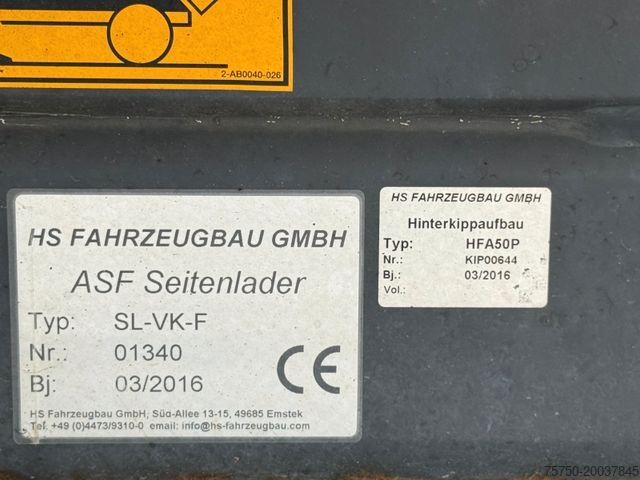 2-AB0040-026
HS FAHRZEUGBAU GMBH
ASF Seitenlader
Typ: SL-VK-F
Nr.: 01340
Bj: 03/2016
CE
HS Fahrzeugbau GmbH, Süd-Allee 13-15, 49685 Emstek
Tel. +49 (0)4473/9310-0 email: info@hs-fahrzeugbau.com
HS FAHRZEUGBAU GMBH
Hinterkippaufbau
Typ: HFA50P
Nr.: KIP00644
Bj.: 03/2016
Vol.:
75750-20037845